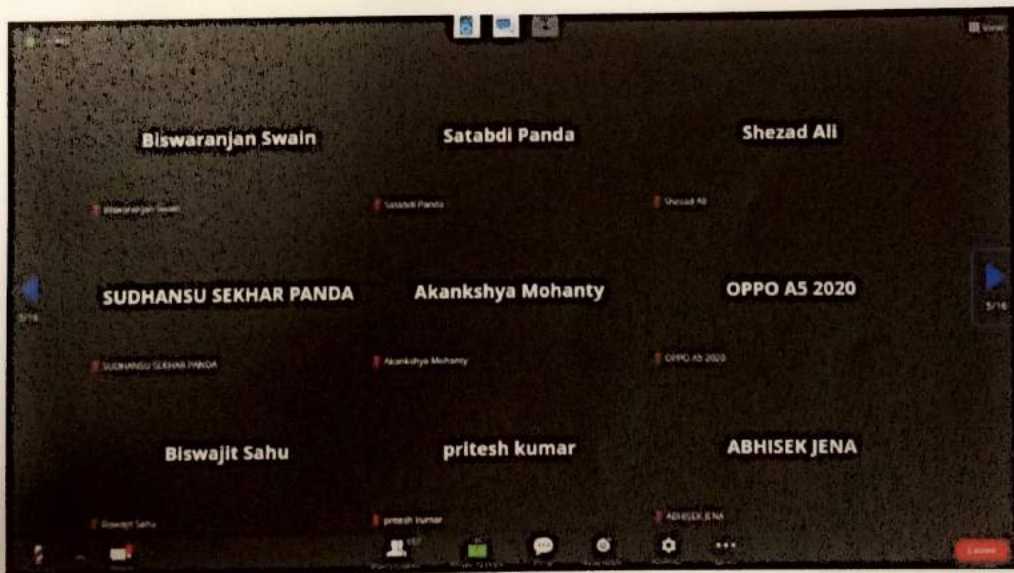 View
Biswaranjan Swain
Satabdi Panda
Shezad Ali
Biswaranjan Swain
Satabdi Panda
Shezad Ali
SUDHANSU SEKHAR PANDA
Akankshya Mohanty
OPPO A5 2020
5/16
5/16
SUDHANSU SEKHAR PANDA
Akankshya Mohanty
OPPO A5 2020
Biswajit Sahu
pritesh kumar
ABHISEK JENA
Biswajit Sahu
pritesh kumar
ABHISEK JENA
Leave